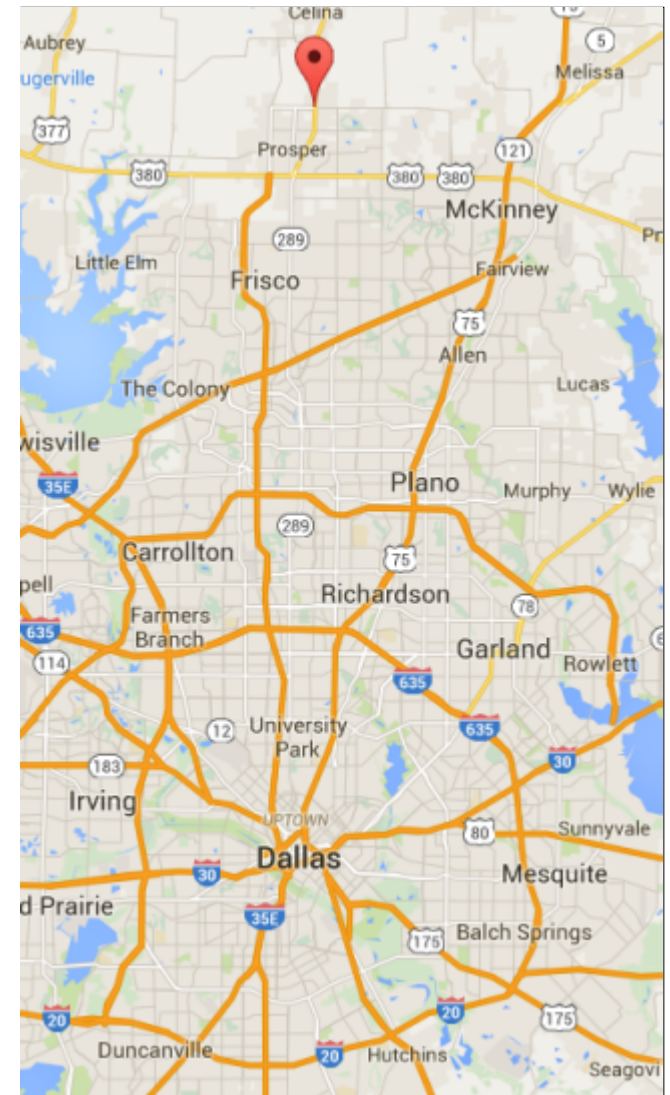 Celina
Aubrey
5
Melissa
ugerville
377
121
Prosper
380
380
380
McKinney
Pr
289
Little Elm
Frisco
Fairview
75
Allen
The Colony
Lucas
wisville
35E
Plano
Murphy
Wylie
289
Carrollton
75
pell
Richardson
78
Farmers
Branch
635
6
114
Garland
Rowlett
635
University
Park
12
635
183
30
Irving
UPTOWN
80
Sunnyvale
Dallas
30
Mesquite
d Prairie
35E
175
Balch Springs
20
20
175
Duncanville
20
Hutchins
Seagovi